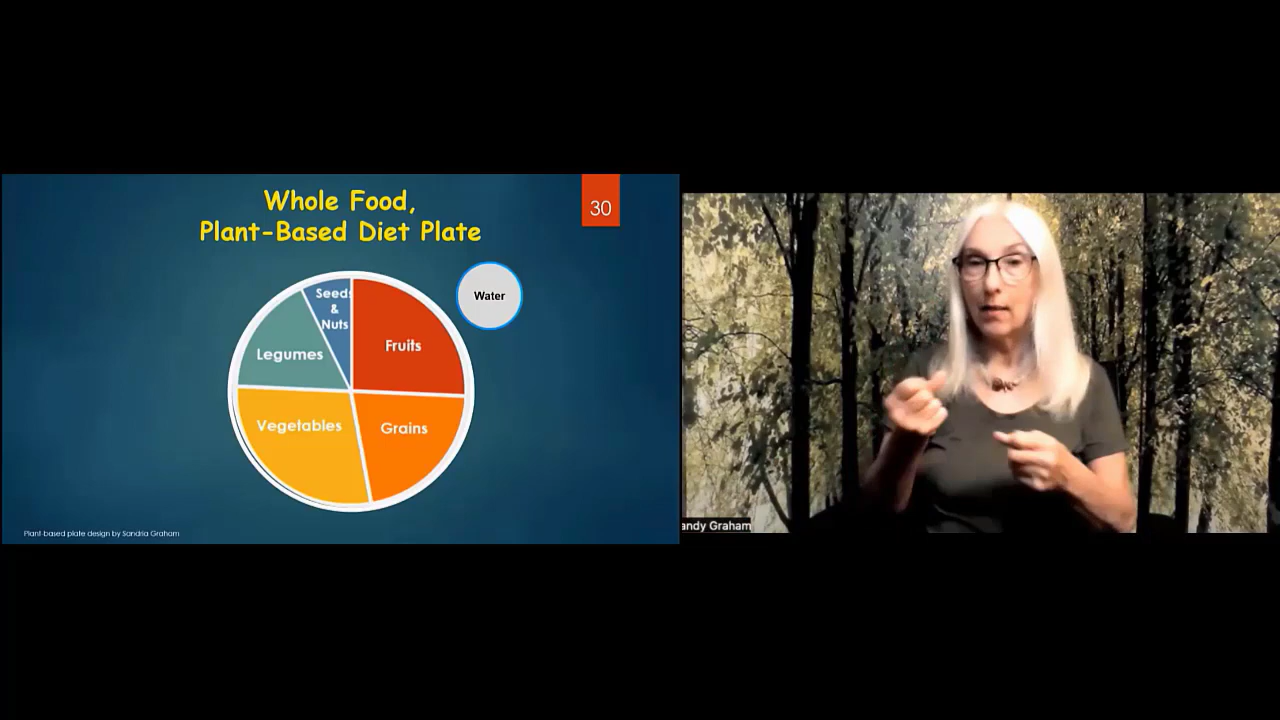 Whole Food,
Plant-Based Diet Plate
30
Water
Seeds
&
Nuts
Fruits
Legumes
Vegetables
Grains
Plant-based plate design by Sandria Graham
andy Graham